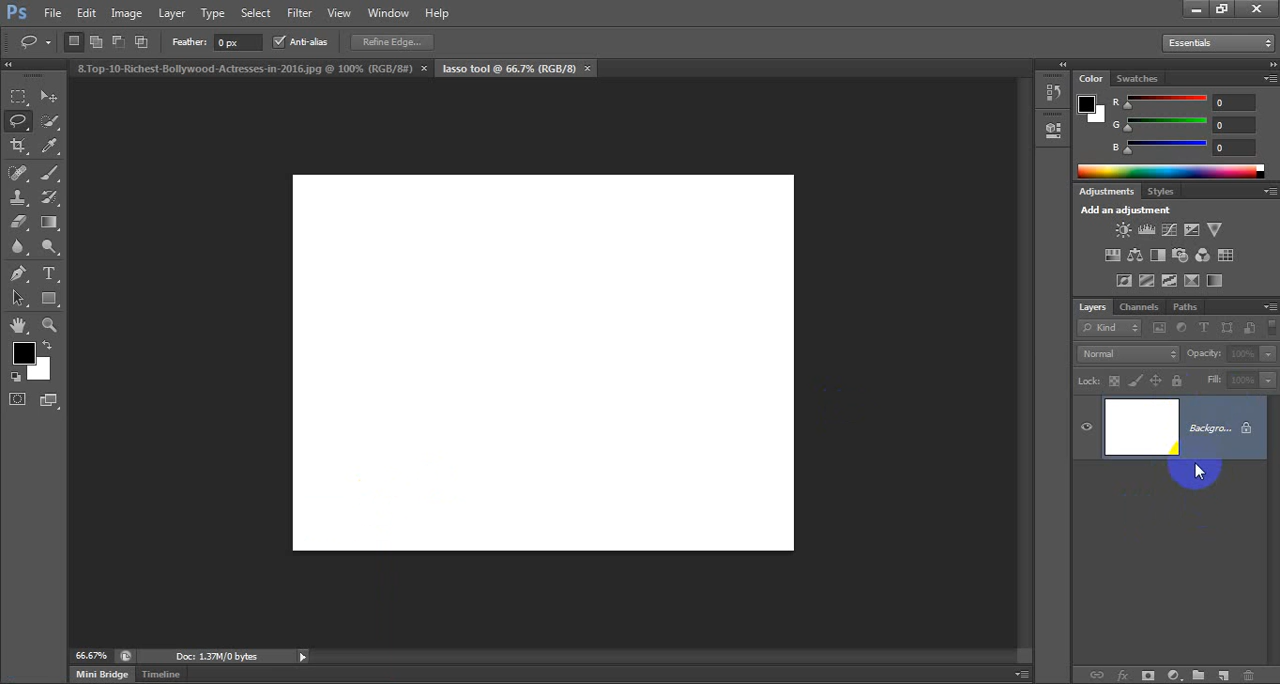 Ps File Edit Image Layer Type Select Filter View Window Help
Feather: 0 px Anti-alias Refine Edge... Essentials
8.Top-10-Richest-Bollywood-Actresses-in-2016.jpg @ 100% (RGB/8#) × lasso tool @ 66.7% (RGB/8) ×
Color Swatches
R 0
G 0
B 0
Adjustments Styles
Add an adjustment
Layers Channels Paths
Kind
Normal Opacity: 100%
Lock: Fill: 100%
Backgro...
66.67% Doc: 1.37M/0 bytes
Mini Bridge Timeline